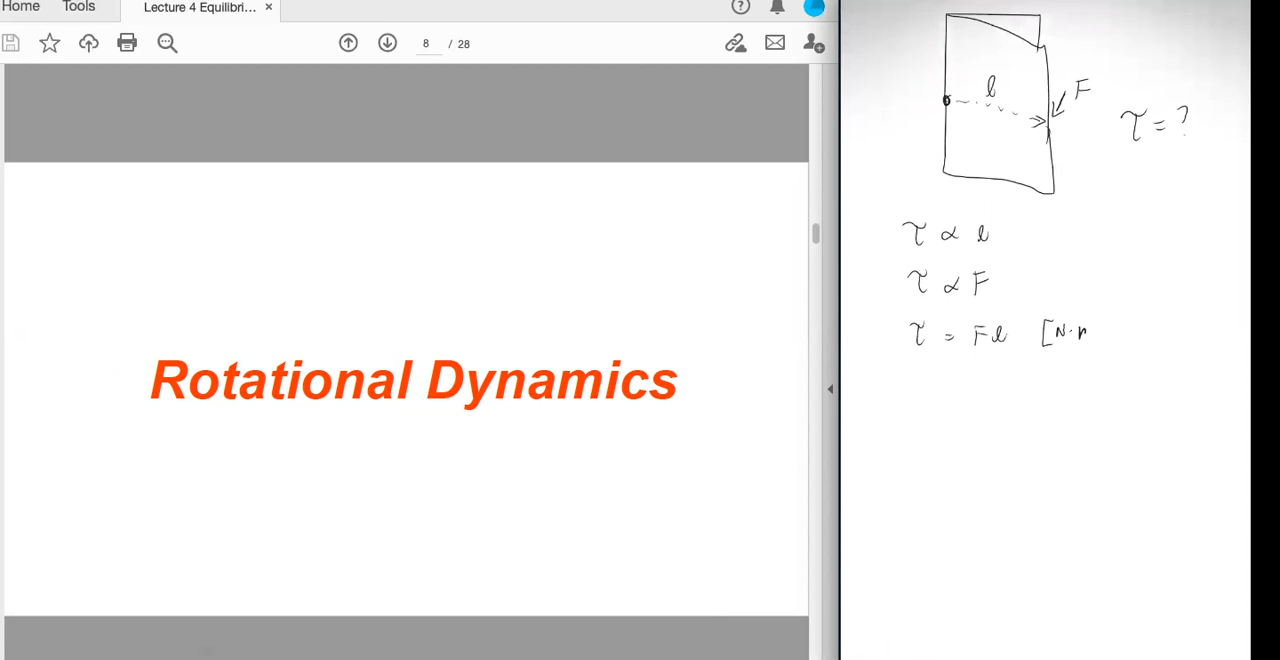 Home Tools Lecture 4 Equilibri... ×
8 / 28
Rotational Dynamics
l
F
τ = ?
τ ∝ l
τ ∝ F
τ = Fl [N·m